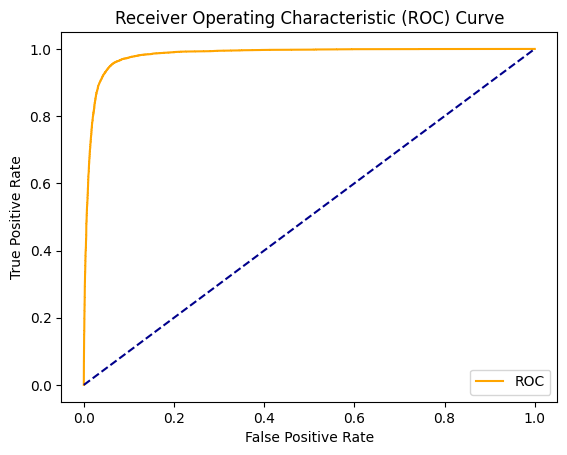 Receiver Operating Characteristic (ROC) Curve
1.0
0.8
0.6
0.4
0.2
0.0
True Positive Rate
ROC
0.0 0.2 0.4 0.6 0.8 1.0
False Positive Rate